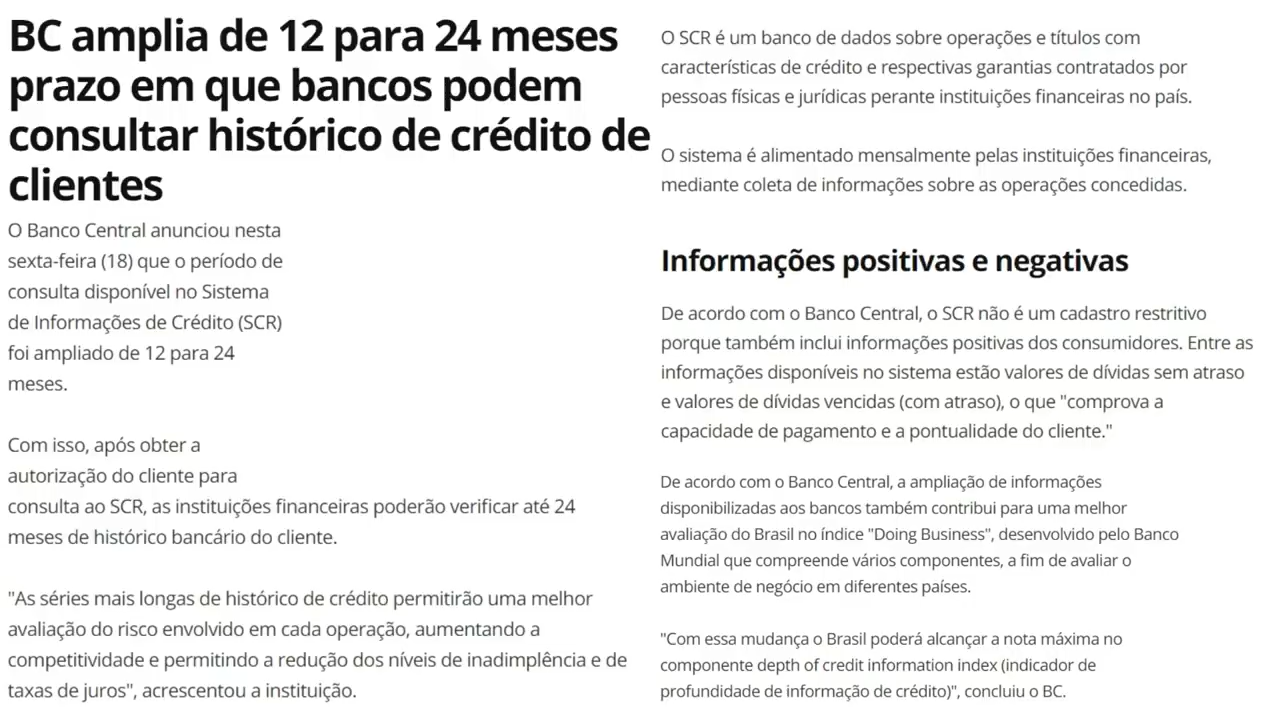 BC amplia de 12 para 24 meses
prazo em que bancos podem
consultar histórico de crédito de
clientes
O Banco Central anunciou nesta
sexta-feira (18) que o período de
consulta disponível no Sistema
de Informações de Crédito (SCR)
foi ampliado de 12 para 24
meses.
Com isso, após obter a
autorização do cliente para
consulta ao SCR, as instituições financeiras poderão verificar até 24
meses de histórico bancário do cliente.
"As séries mais longas de histórico de crédito permitirão uma melhor
avaliação do risco envolvido em cada operação, aumentando a
competitividade e permitindo a redução dos níveis de inadimplência e de
taxas de juros", acrescentou a instituição.
O SCR é um banco de dados sobre operações e títulos com
características de crédito e respectivas garantias contratados por
pessoas físicas e jurídicas perante instituições financeiras no país.
O sistema é alimentado mensalmente pelas instituições financeiras,
mediante coleta de informações sobre as operações concedidas.
Informações positivas e negativas
De acordo com o Banco Central, o SCR não é um cadastro restritivo
porque também inclui informações positivas dos consumidores. Entre as
informações disponíveis no sistema estão valores de dívidas sem atraso
e valores de dívidas vencidas (com atraso), o que "comprova a
capacidade de pagamento e a pontualidade do cliente."
De acordo com o Banco Central, a ampliação de informações
disponibilizadas aos bancos também contribui para uma melhor
avaliação do Brasil no índice "Doing Business", desenvolvido pelo Banco
Mundial que compreende vários componentes, a fim de avaliar o
ambiente de negócio em diferentes países.
"Com essa mudança o Brasil poderá alcançar a nota máxima no
componente depth of credit information index (indicador de
profundidade de informação de crédito)", concluiu o BC.